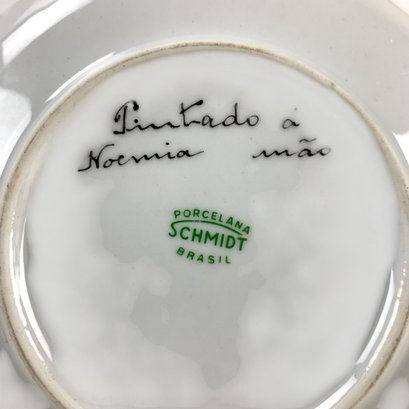 Pintado à
Noemia mão
PORCELANA
SCHMIDT
BRASIL